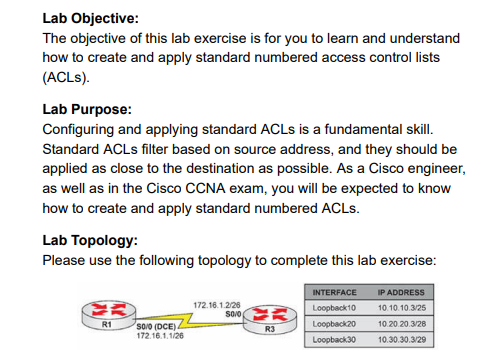 Lab Objective:
The objective of this lab exercise is for you to learn and understand
how to create and apply standard numbered access control lists
(ACLs).
Lab Purpose:
Configuring and applying standard ACLs is a fundamental skill.
Standard ACLs filter based on source address, and they should be
applied as close to the destination as possible. As a Cisco engineer,
as well as in the Cisco CCNA exam, you will be expected to know
how to create and apply standard numbered ACLs.
Lab Topology:
Please use the following topology to complete this lab exercise:
172.16.1.2/26
S0/0
R1
S0/0 (DCE)
172.16.1.1/26
R3
INTERFACE IP ADDRESS
Loopback10 10.10.10.3/25
Loopback20 10.20.20.3/28
Loopback30 10.30.30.3/29